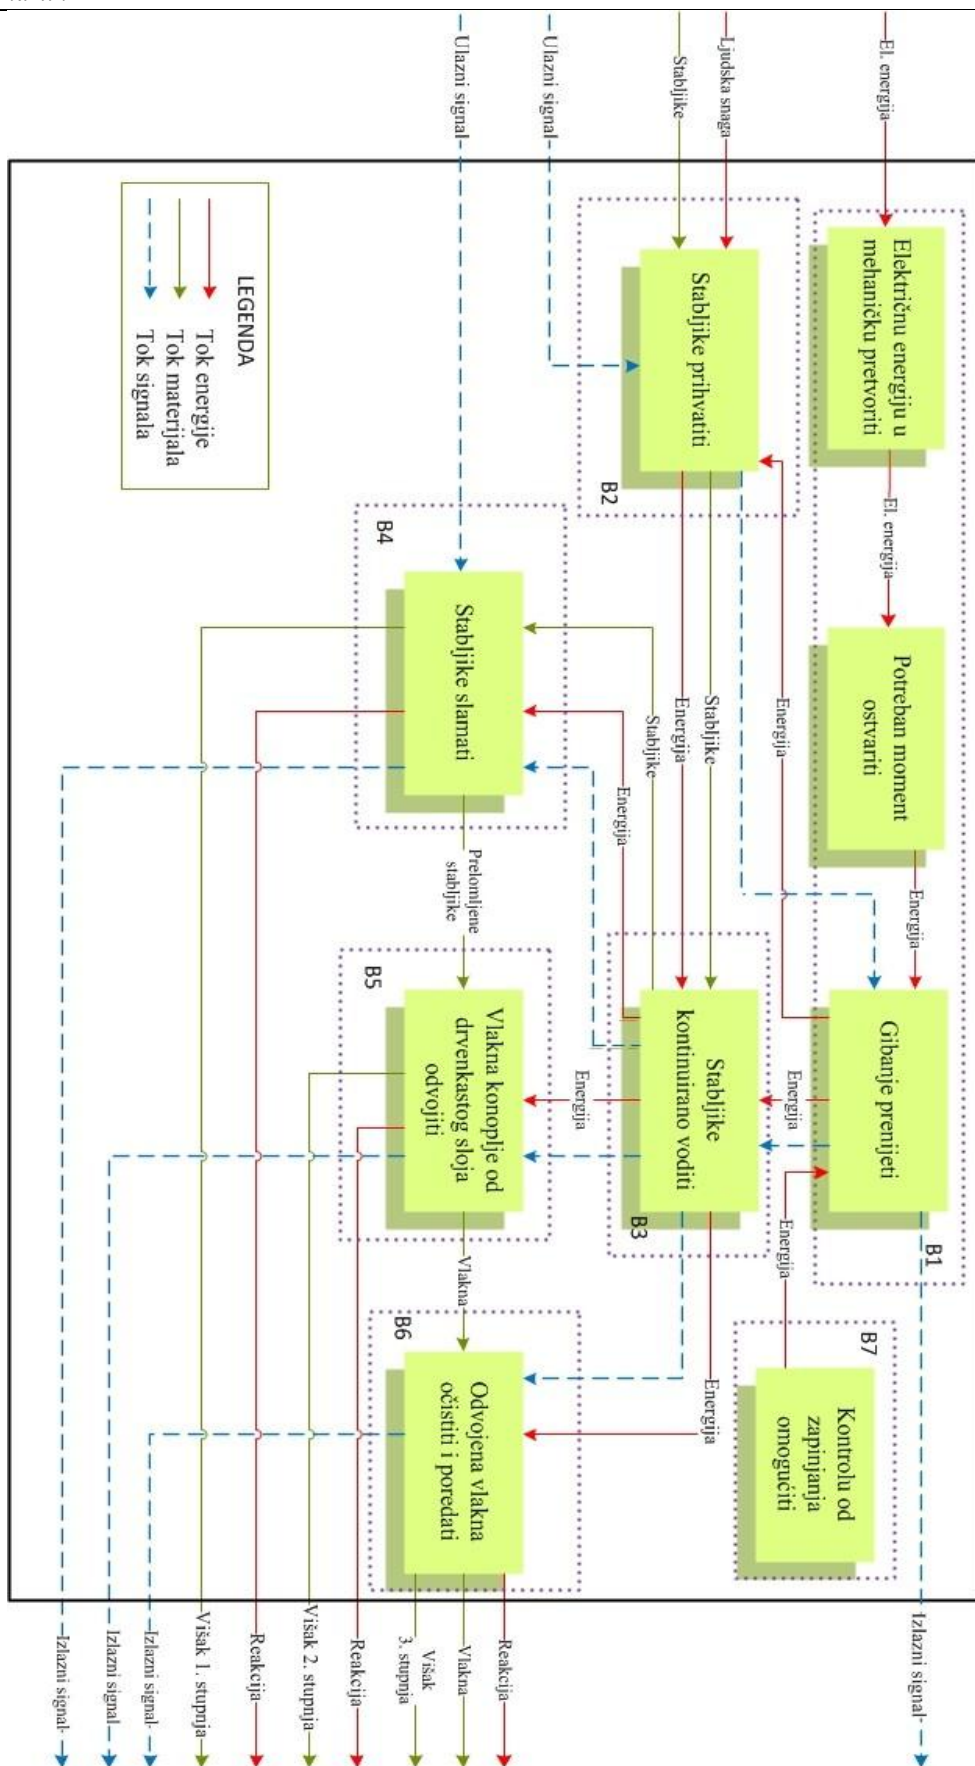 El. energija
Ljudska snaga
Stabljike
Ulazni signal
Ulazni signal
Električnu energiju u
mehaničku pretvoriti
El. energija
Potreban moment
ostvariti
Energija
Gibanje prenijeti
B1
Izlazni signal
Kontrolu od
zapinjanja
omogućiti
B7
Energija
Stabljike prihvatiti
B2
Energija
Stabljike
Energija
Stabljike
kontinuirano voditi
B3
Energija
Energija
Stabljike
Energija
Energija
Stabljike slamati
B4
Prelomljene
stabljike
Vlakna konoplje od
drvenkastog sloja
odvojiti
B5
Vlakna
Odvojena vlakna
očistiti i poredati
B6
Reakcija
Vlakna
Višak
3. stupnja
Reakcija
Višak 2. stupnja
Reakcija
Višak 1. stupnja
Izlazni signal
Izlazni signal
Izlazni signal
LEGENDA
Tok energije
Tok materijala
Tok signala